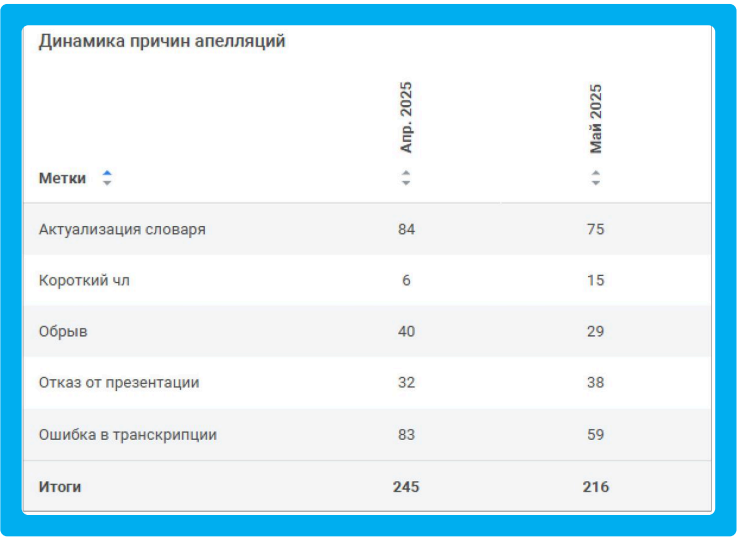 Динамика причин апелляций
Метки Апр. 2025 Май 2025
Актуализация словаря 84 75
Короткий чл 6 15
Обрыв 40 29
Отказ от презентации 32 38
Ошибка в транскрипции 83 59
Итоги 245 216